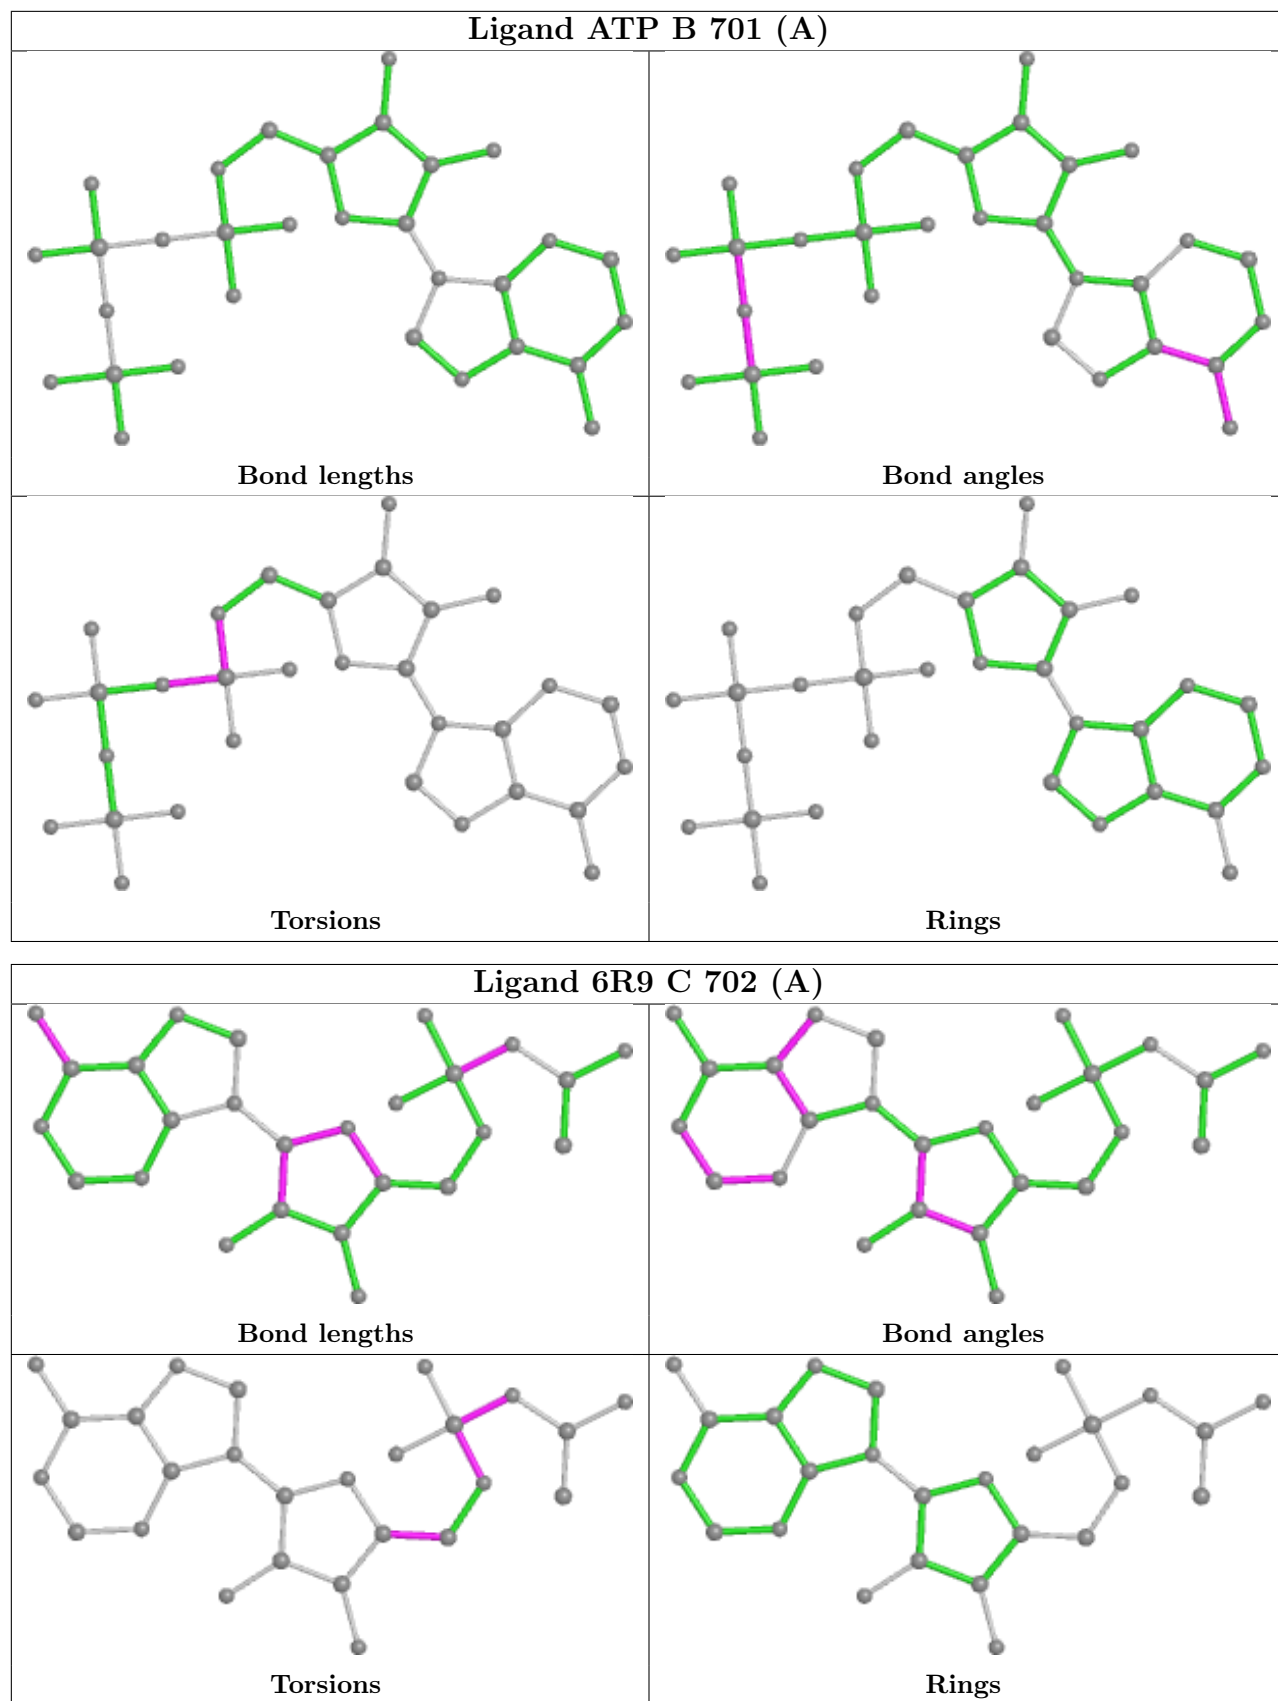 Ligand ATP B 701 (A)
Bond lengths
Bond angles
Torsions
Rings
Ligand 6R9 C 702 (A)
Bond lengths
Bond angles
Torsions
Rings